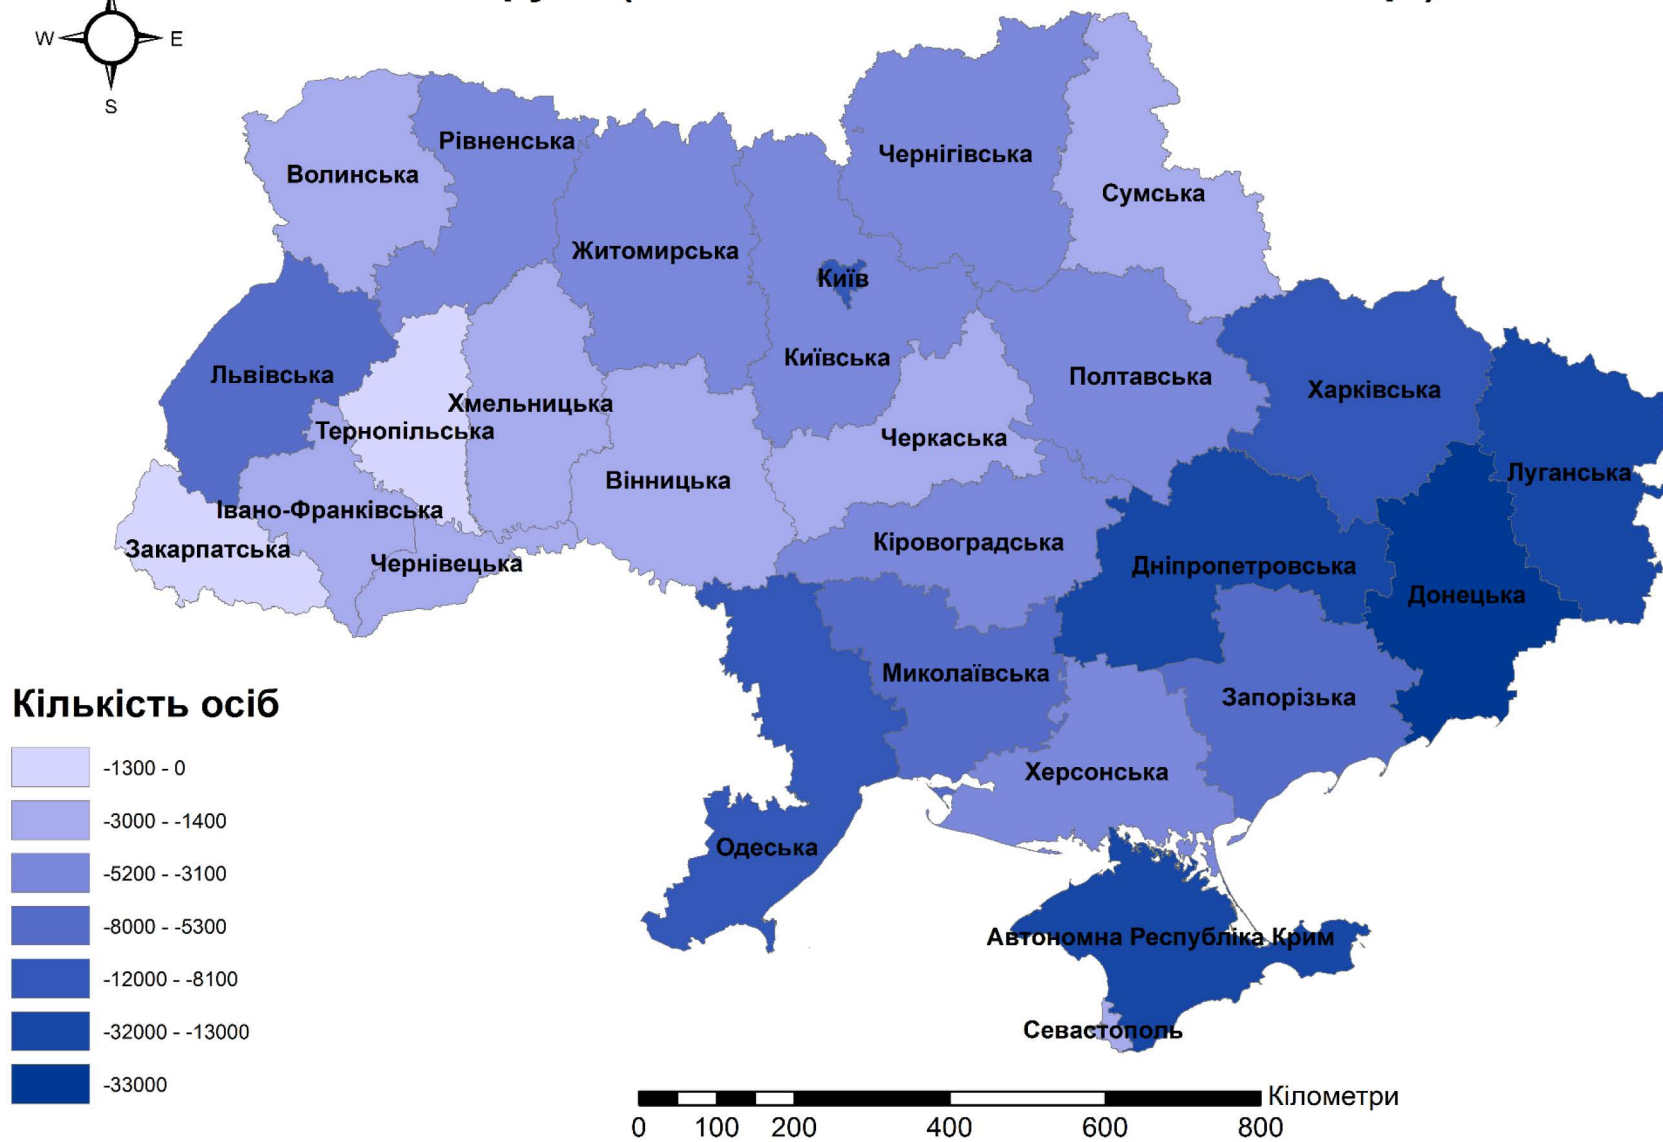 W
E
S
Рівненська
Чернігівська
Волинська
Сумська
Житомирська
Київ
Київська
Львівська
Полтавська
Харківська
Хмельницька
Тернопільська
Черкаська
Луганська
Вінницька
Івано-Франківська
Кіровоградська
Закарпатська
Чернівецька
Дніпропетровська
Донецька
Миколаївська
Запорізька
Херсонська
Одеська
Автономна Республіка Крим
Севастополь
Кількість осіб
-1300 - 0
-3000 - -1400
-5200 - -3100
-8000 - -5300
-12000 - -8100
-32000 - -13000
-33000
Кілометри
0 100 200 400 600 800